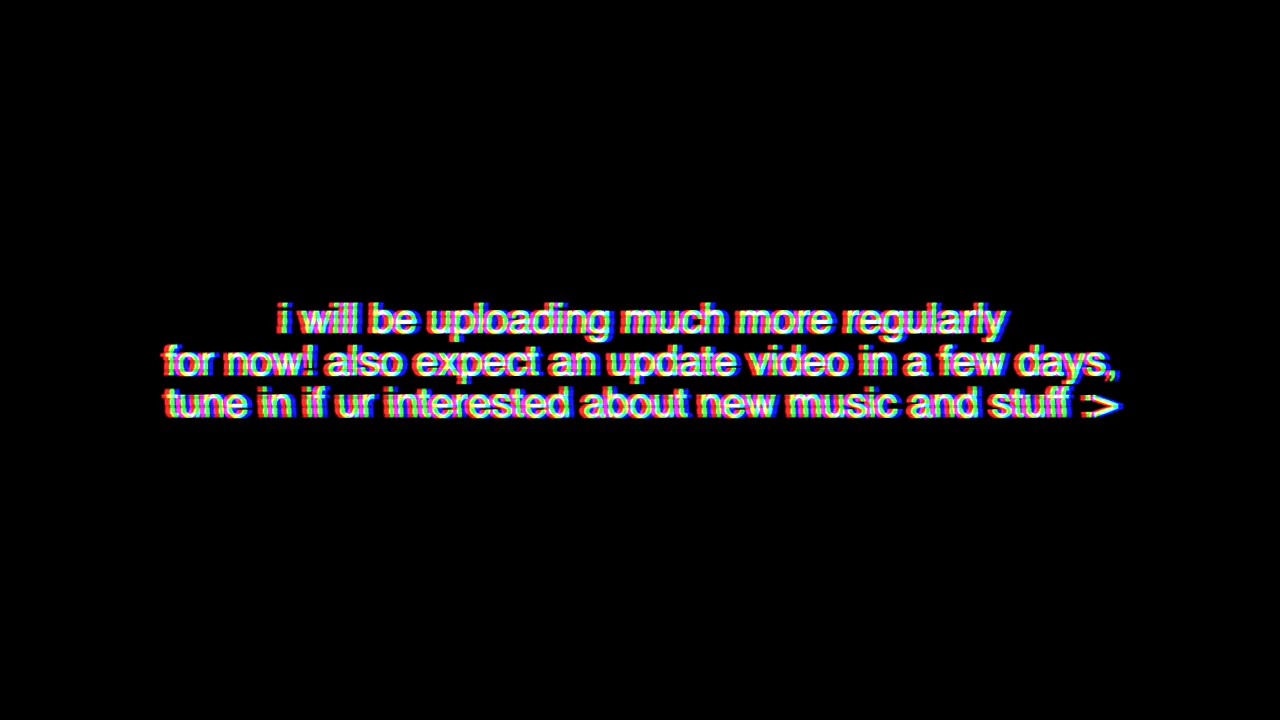 i will be uploading much more regularly
for now! also expect an update video in a few days,
tune in if ur interested about new music and stuff :>